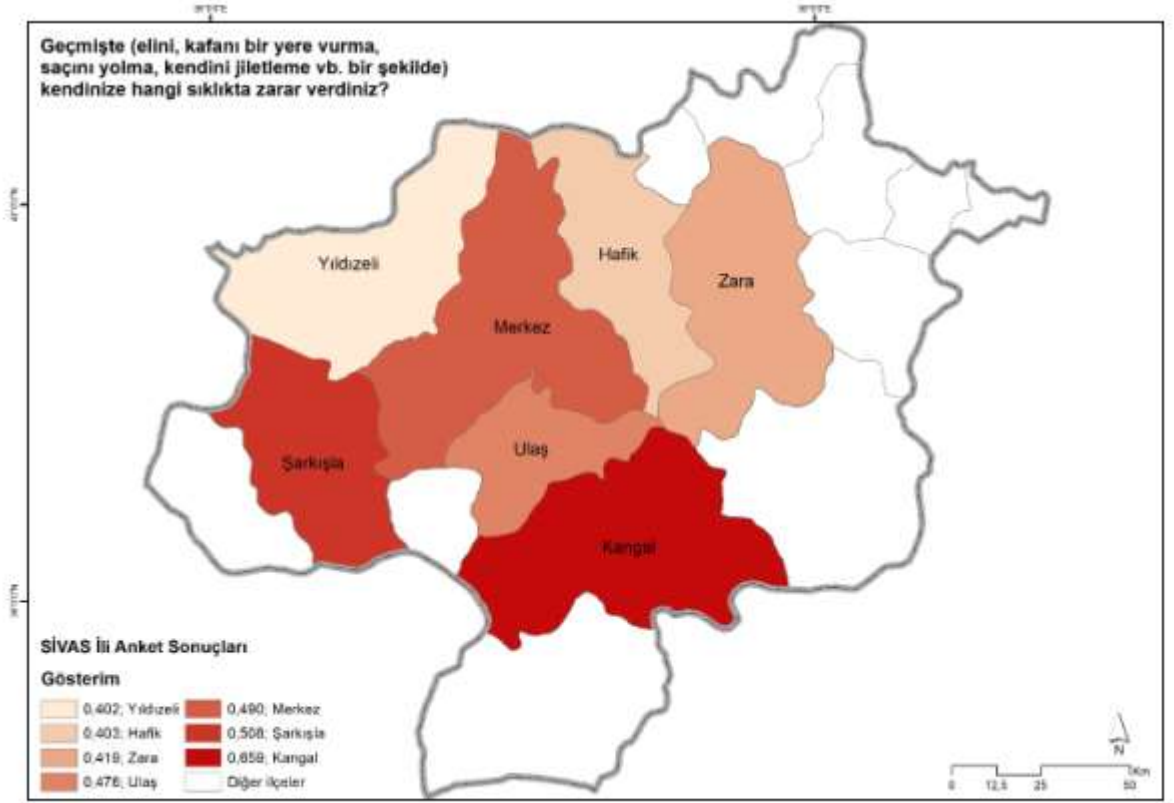 Geçmişte (elini, kafanı bir yere vurma,
saçını yolma, kendini jiletleme vb. bir şekilde)
kendinize hangi sıklıkta zarar verdiniz?
Yıldızeli
Hafik
Zara
Merkez
Ulaş
Şarkışla
Kangal
SİVAS İli Anket Sonuçları
Gösterim
0,402; Yıldızeli
0,403; Hafik
0,419; Zara
0,476; Ulaş
0,490; Merkez
0,508; Şarkışla
0,659; Kangal
Diğer ilçeler
N
Km
0 12,5 25 50